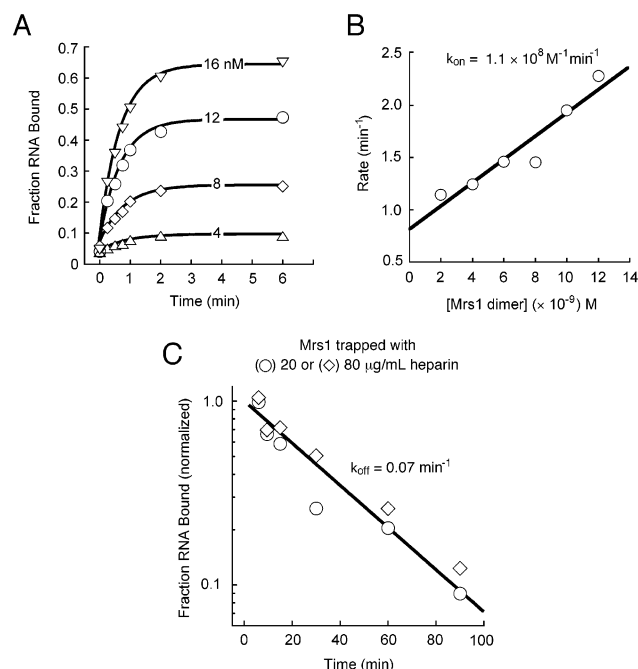 A
0.7
0.6
0.5
0.4
0.3
0.2
0.1
0
Fraction RNA Bound
16 nM
12
8
4
0 1 2 3 4 5 6 7
Time (min)
B
kon = 1.1 × 10⁸ M⁻¹min⁻¹
2.5
2.0
1.5
1.0
0.5
Rate (min⁻¹)
0 2 4 6 8 10 12 14
[Mrs1 dimer] (× 10⁻⁹) M
C
Mrs1 trapped with
(○) 20 or (◇) 80 μg/mL heparin
1.0
0.1
Fraction RNA Bound (normalized)
koff = 0.07 min⁻¹
0 20 40 60 80 100
Time (min)